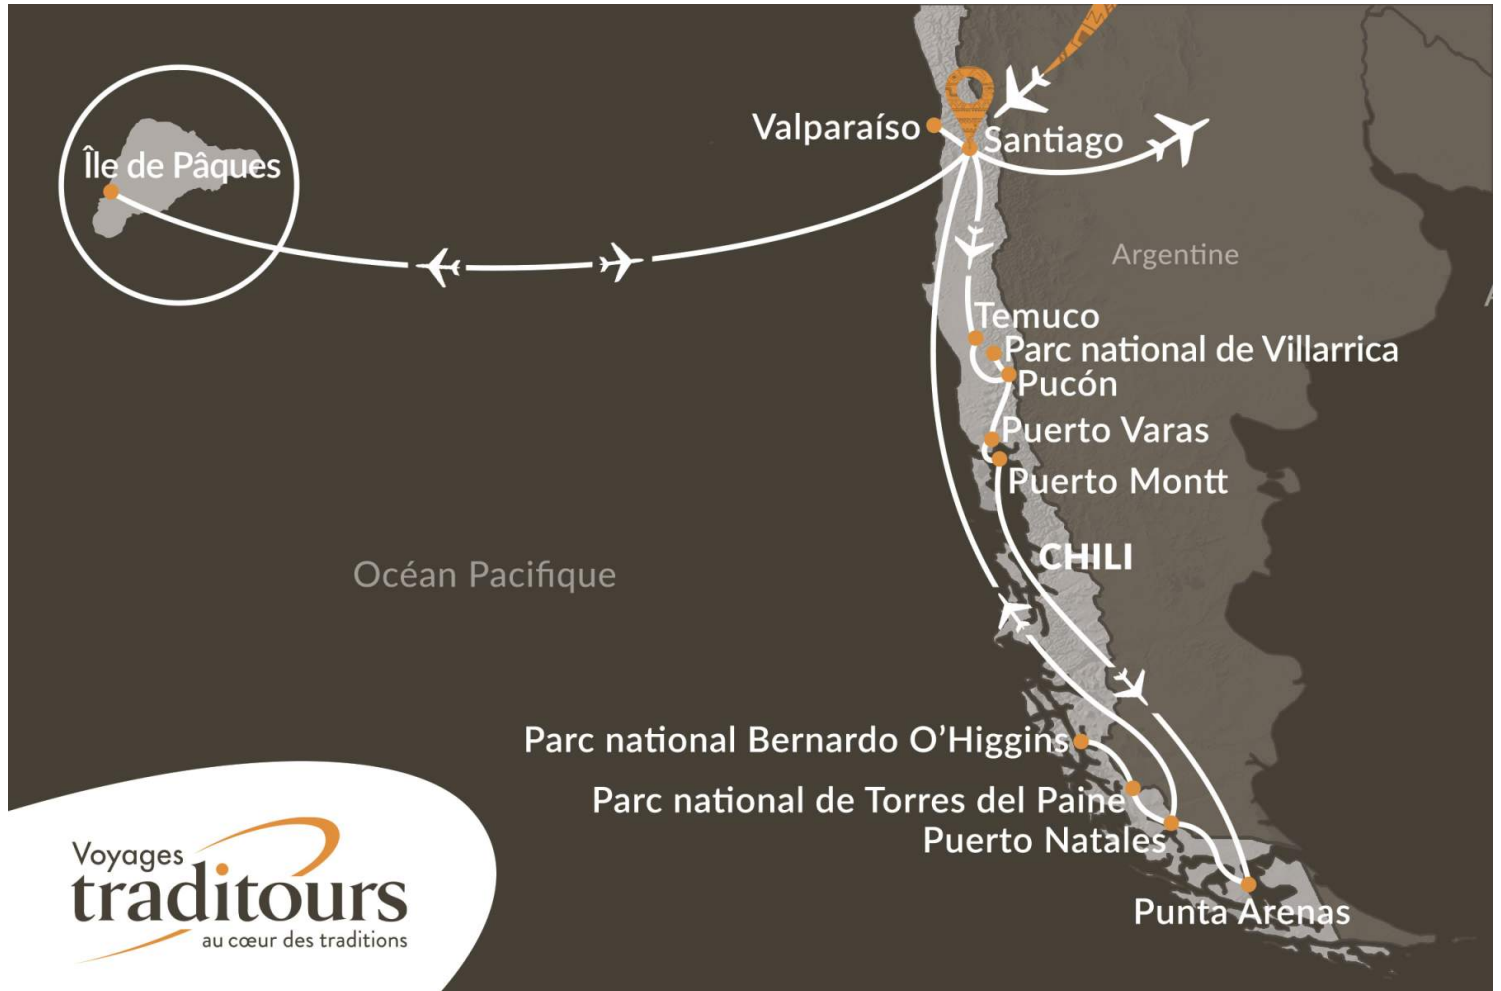 Valparaíso
Santiago
Île de Pâques
Argentine
Temuco
Parc national de Villarrica
Pucón
Puerto Varas
Puerto Montt
CHILI
Océan Pacifique
Parc national Bernardo O’Higgins
Parc national de Torres del Paine
Puerto Natales
Punta Arenas
Voyages
traditours
au cœur des traditions